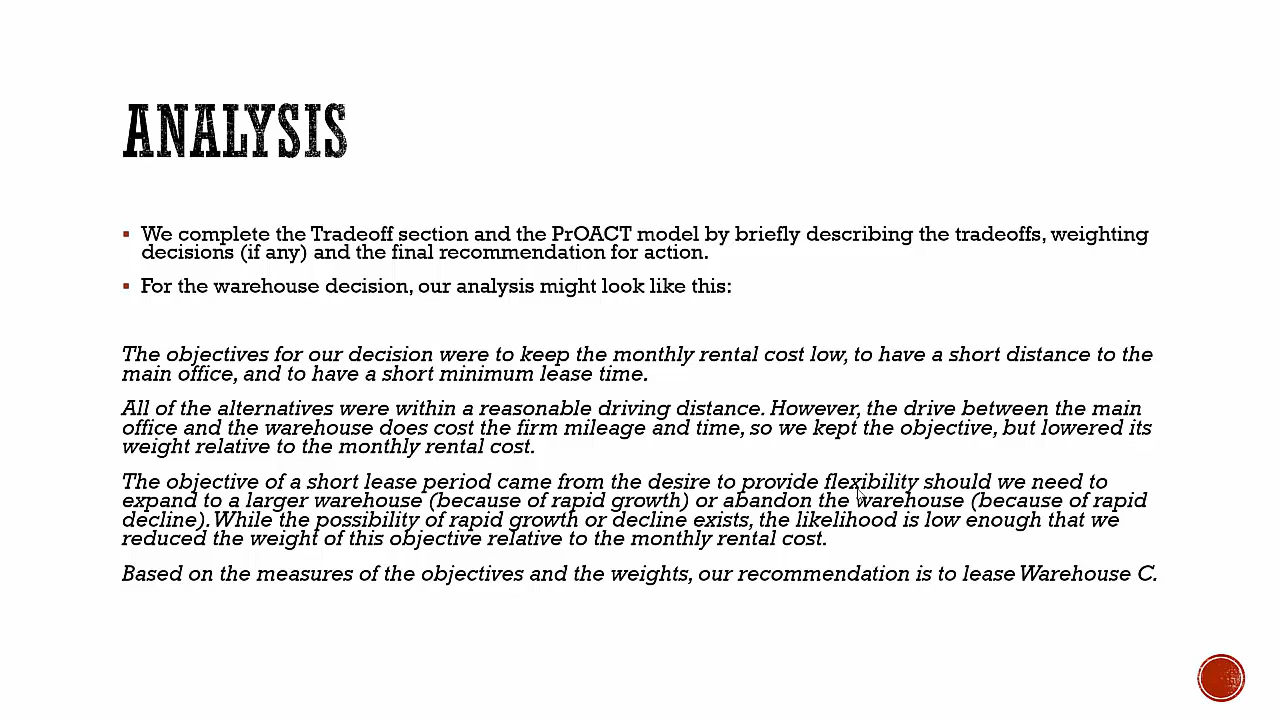 ANALYSIS
▪ We complete the Tradeoff section and the PrOACT model by briefly describing the tradeoffs, weighting
decisions (if any) and the final recommendation for action.
▪ For the warehouse decision, our analysis might look like this:
The objectives for our decision were to keep the monthly rental cost low, to have a short distance to the
main office, and to have a short minimum lease time.
All of the alternatives were within a reasonable driving distance. However, the drive between the main
office and the warehouse does cost the firm mileage and time, so we kept the objective, but lowered its
weight relative to the monthly rental cost.
The objective of a short lease period came from the desire to provide flexibility should we need to
expand to a larger warehouse (because of rapid growth) or abandon the warehouse (because of rapid
decline). While the possibility of rapid growth or decline exists, the likelihood is low enough that we
reduced the weight of this objective relative to the monthly rental cost.
Based on the measures of the objectives and the weights, our recommendation is to lease Warehouse C.